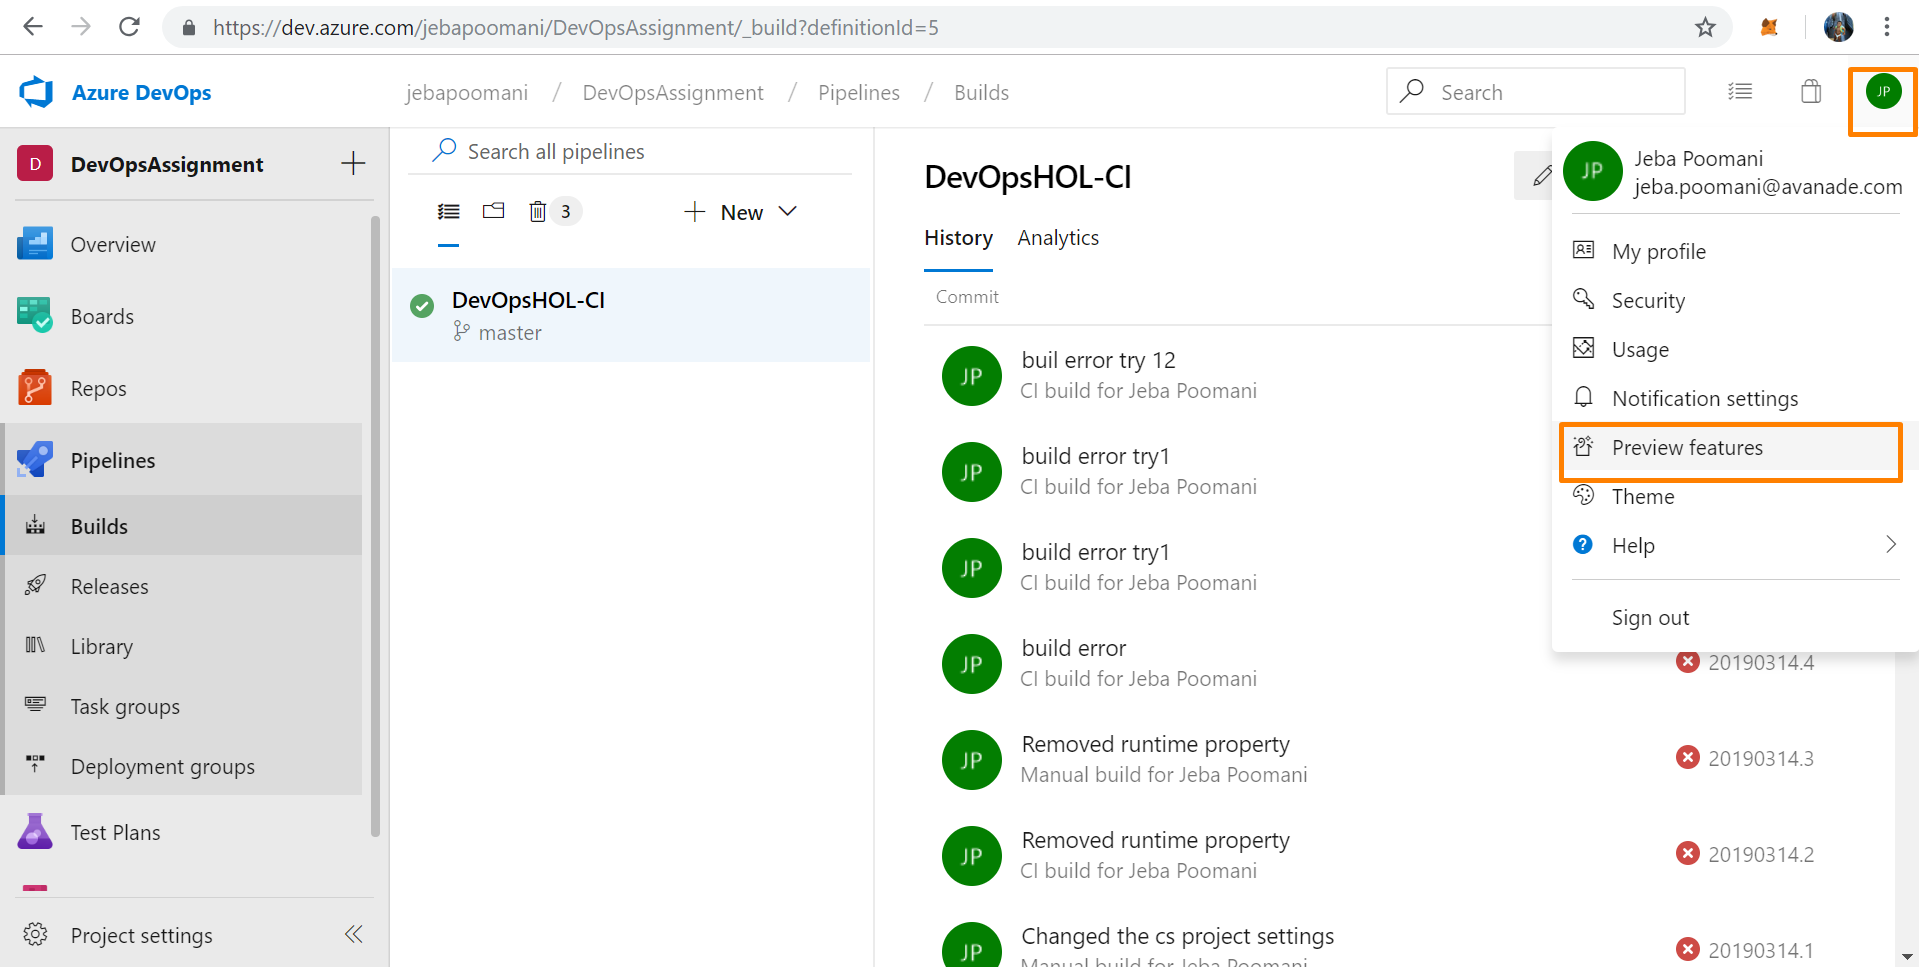 https://dev.azure.com/jebapoomani/DevOpsAssignment/_build?definitionId=5
Azure DevOps
jebapoomani / DevOpsAssignment / Pipelines / Builds
Search
JP
D DevOpsAssignment
Overview
Boards
Repos
Pipelines
Builds
Releases
Library
Task groups
Deployment groups
Test Plans
Project settings
Search all pipelines
3
New
DevOpsHOL-CI
master
DevOpsHOL-CI
History Analytics
Commit
JP buil error try 12
CI build for Jeba Poomani
JP build error try1
CI build for Jeba Poomani
JP build error try1
CI build for Jeba Poomani
JP build error
CI build for Jeba Poomani
20190314.4
JP Removed runtime property
Manual build for Jeba Poomani
20190314.3
JP Removed runtime property
CI build for Jeba Poomani
20190314.2
JP Changed the cs project settings
Manual build for Jeba Poomani
20190314.1
JP Jeba Poomani
jeba.poomani@avanade.com
My profile
Security
Usage
Notification settings
Preview features
Theme
? Help
Sign out